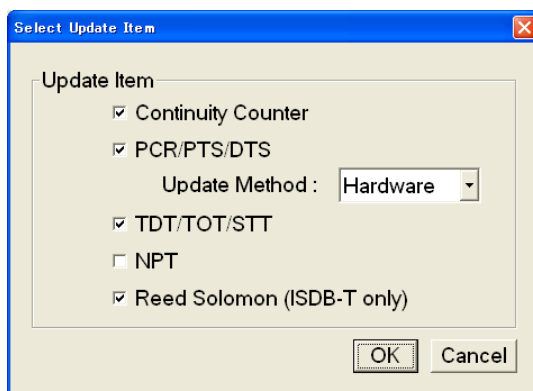 Select Update Item
Update Item
Continuity Counter
PCR/PTS/DTS
Update Method : Hardware
TDT/TOT/STT
NPT
Reed Solomon (ISDB-T only)
OK Cancel